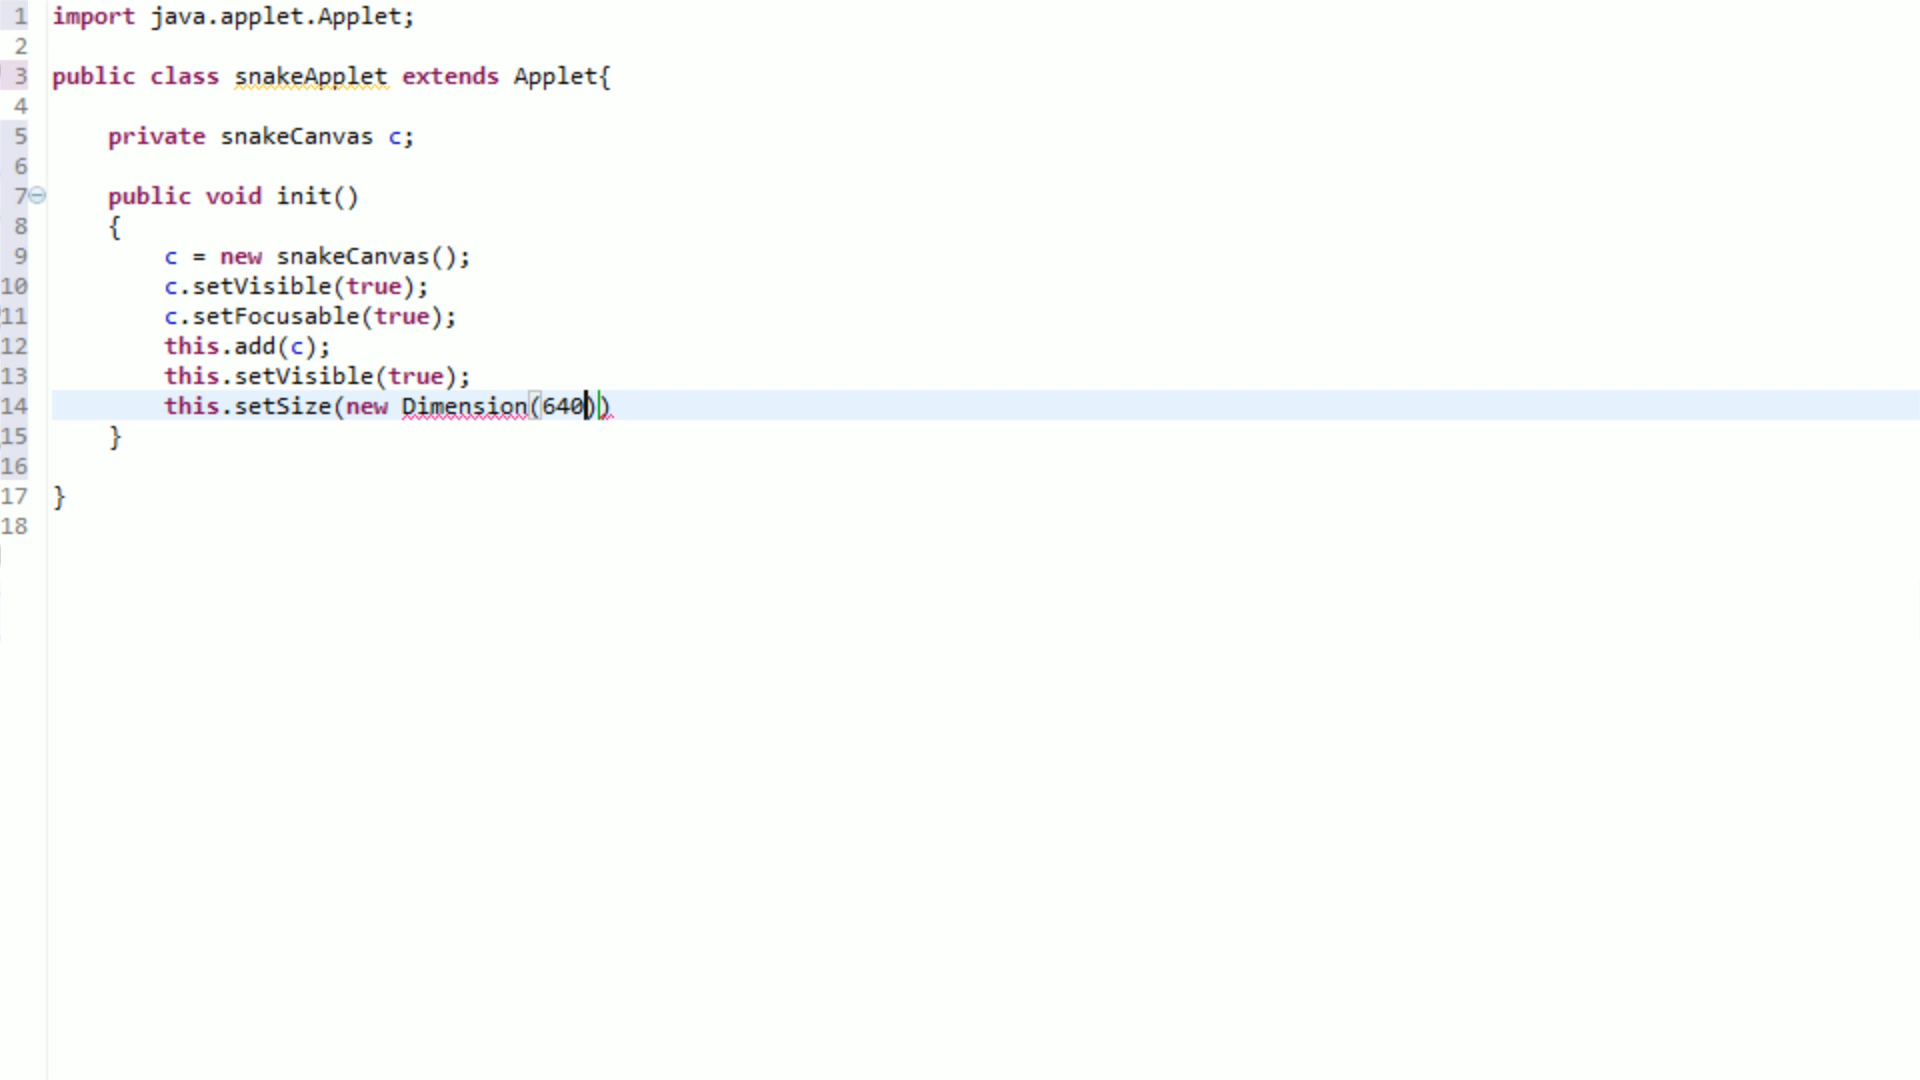 1 import java.applet.Applet;
2
3 public class snakeApplet extends Applet{
4
5     private snakeCanvas c;
6
7     public void init()
8     {
9         c = new snakeCanvas();
10         c.setVisible(true);
11         c.setFocusable(true);
12         this.add(c);
13         this.setVisible(true);
14         this.setSize(new Dimension(640))
15     }
16
17 }
18